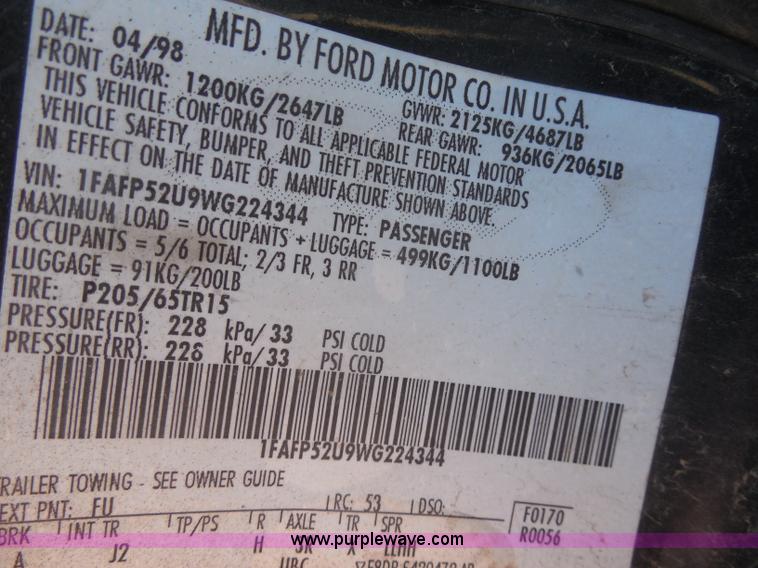 DATE: 04/98 MFD. BY FORD MOTOR CO. IN U.S.A.
FRONT GAWR: 1200KG/2647LB GVWR: 2125KG/4687LB
REAR GAWR: 936KG/2065LB
THIS VEHICLE CONFORMS TO ALL APPLICABLE FEDERAL MOTOR
VEHICLE SAFETY, BUMPER, AND THEFT PREVENTION STANDARDS
IN EFFECT ON THE DATE OF MANUFACTURE SHOWN ABOVE.
VIN: 1FAFP52U9WG224344 TYPE: PASSENGER
MAXIMUM LOAD = OCCUPANTS + LUGGAGE = 499KG/1100LB
OCCUPANTS = 5/6 TOTAL; 2/3 FR, 3 RR
LUGGAGE = 91KG/200LB
TIRE: P205/65TR15
PRESSURE(FR): 228 kPa/33 PSI COLD
PRESSURE(RR): 228 kPa/33 PSI COLD
1FAFP52U9WG224344
RAILER TOWING - SEE OWNER GUIDE
EXT PNT: FU RC: 53 DSO: F0170
BRK INT TR TP/PS R AXLE TR SPR R0056
A J2 H
www.purplewave.com